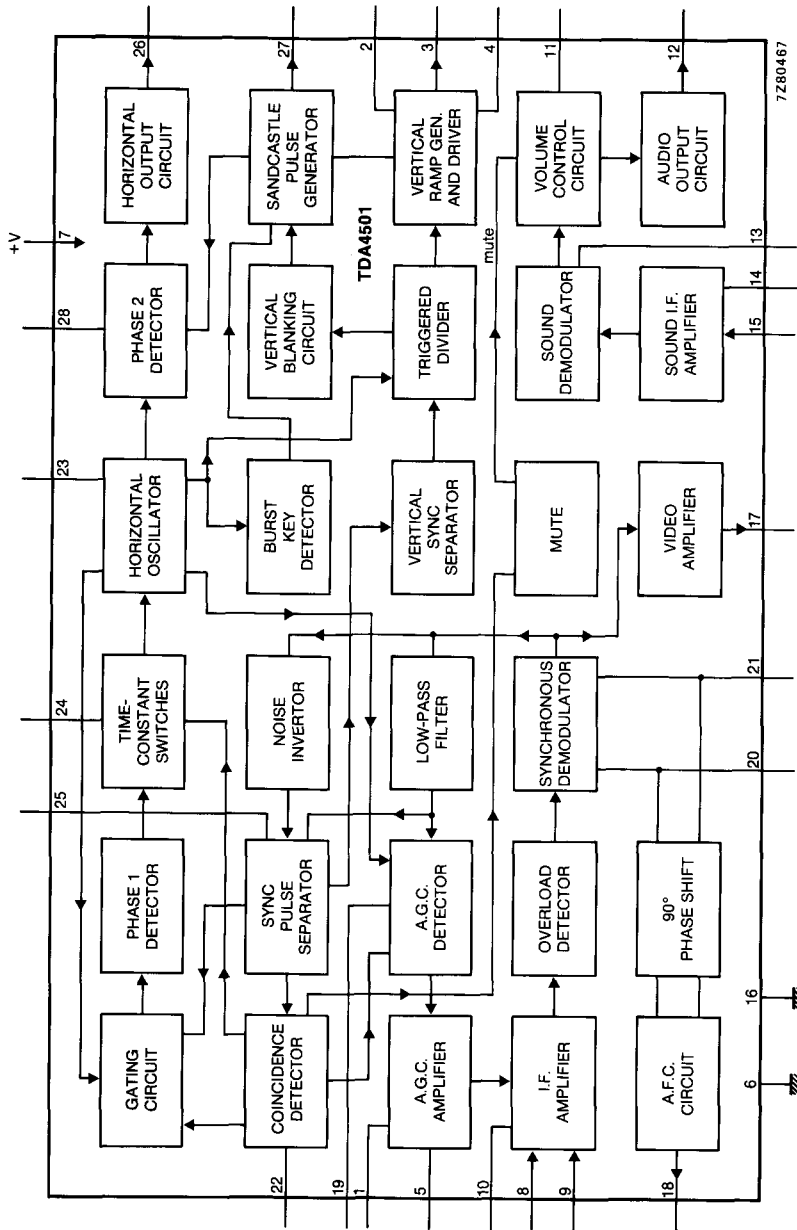 +V
28
23
24
25
7
26
GATING
CIRCUIT
PHASE 1
DETECTOR
TIME-
CONSTANT
SWITCHES
HORIZONTAL
OSCILLATOR
PHASE 2
DETECTOR
HORIZONTAL
OUTPUT
CIRCUIT
22
COINCIDENCE
DETECTOR
SYNC
PULSE
SEPARATOR
NOISE
INVERTOR
BURST
KEY
DETECTOR
VERTICAL
BLANKING
CIRCUIT
SANDCASTLE
PULSE
GENERATOR
27
TDA4501
19
1
5
A.G.C.
AMPLIFIER
A.G.C.
DETECTOR
LOW-PASS
FILTER
VERTICAL
SYNC
SEPARATOR
TRIGGERED
DIVIDER
VERTICAL
RAMP GEN.
AND DRIVER
2
3
4
mute
10
8
9
I.F.
AMPLIFIER
OVERLOAD
DETECTOR
SYNCHRONOUS
DEMODULATOR
MUTE
SOUND
DEMODULATOR
VOLUME
CONTROL
CIRCUIT
11
18
A.F.C.
CIRCUIT
90°
PHASE SHIFT
VIDEO
AMPLIFIER
SOUND I.F.
AMPLIFIER
AUDIO
OUTPUT
CIRCUIT
12
6
16
20
21
17
15
14
13
7Z80467